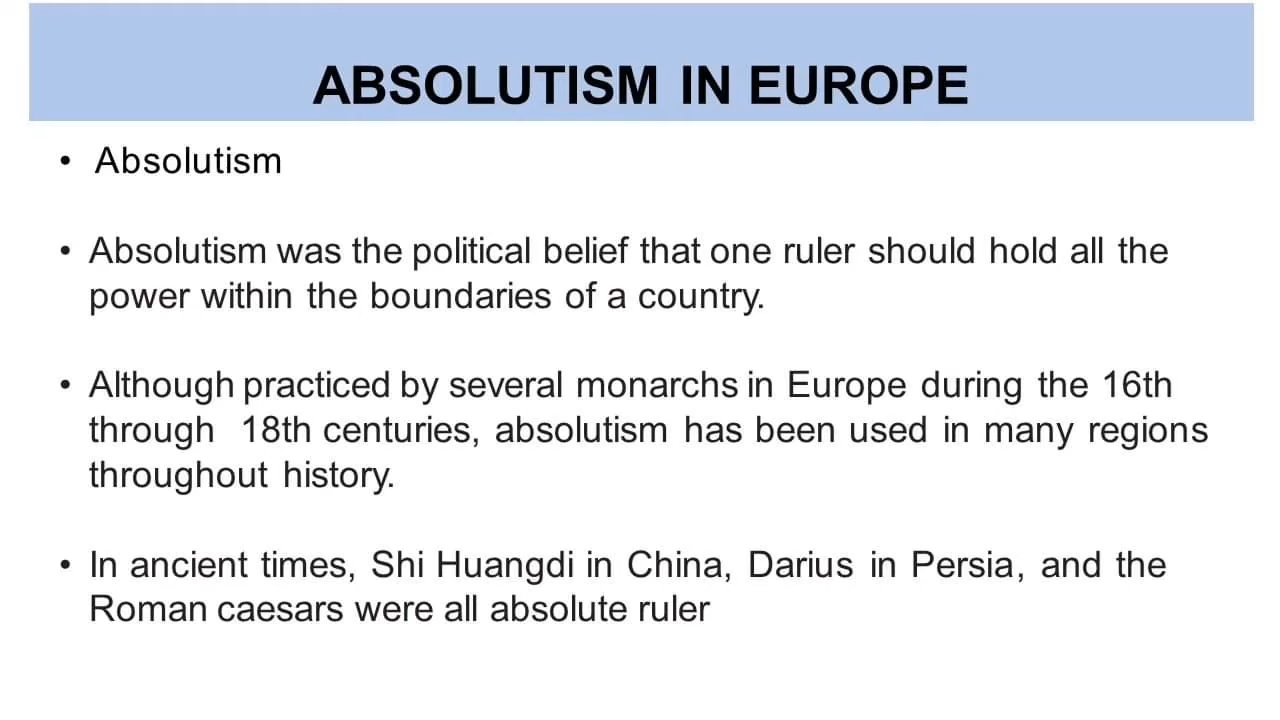 ABSOLUTISM IN EUROPE
• Absolutism
• Absolutism was the political belief that one ruler should hold all the
power within the boundaries of a country.
• Although practiced by several monarchs in Europe during the 16th
through 18th centuries, absolutism has been used in many regions
throughout history.
• In ancient times, Shi Huangdi in China, Darius in Persia, and the
Roman caesars were all absolute ruler